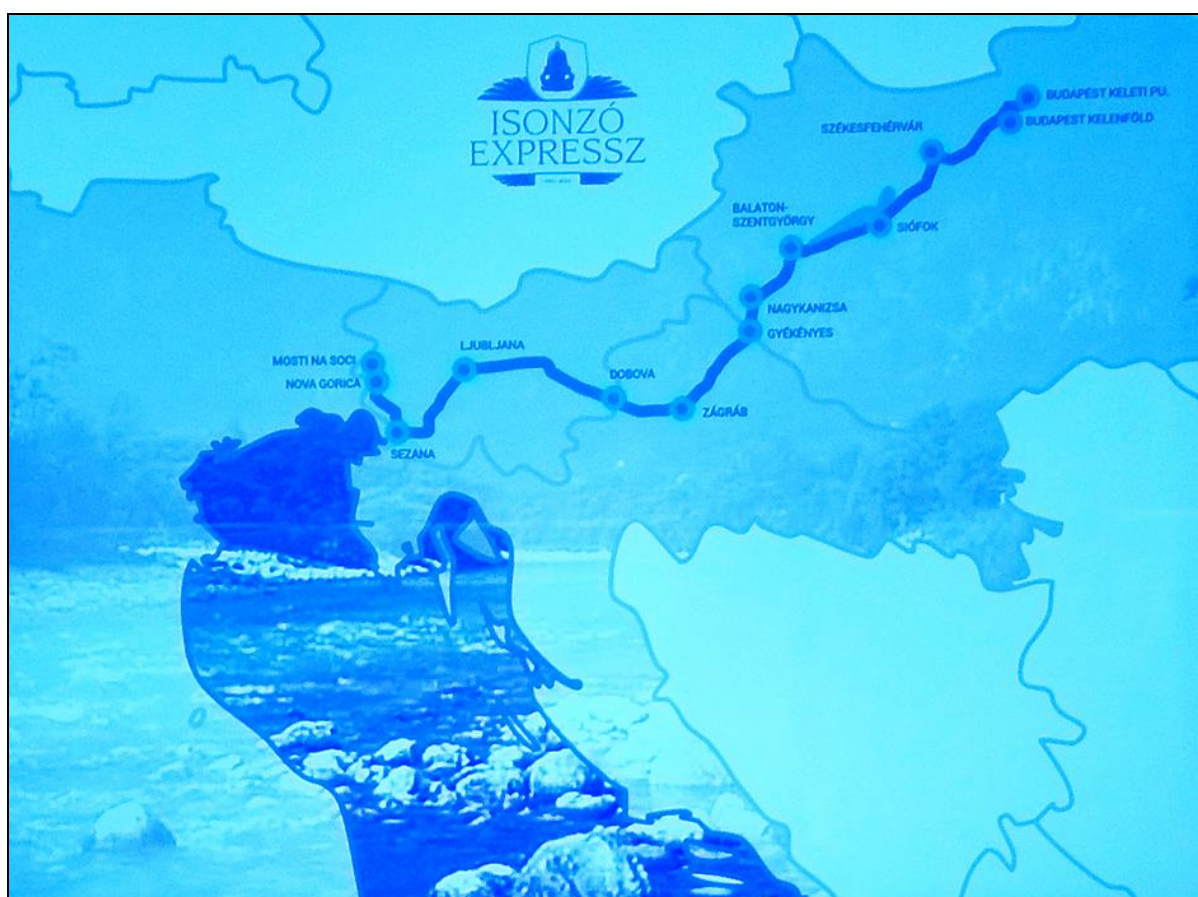 ISONZÓ
EXPRESSZ
BUDAPEST KELETI PU.
BUDAPEST KELENFÖLD
SZÉKESFEHÉRVÁR
BALATON-
SZENTGYÖRGY
SIÓFOK
NAGYKANIZSA
GYÉKÉNYES
LJUBLJANA
MOSTI NA SOCI
NOVA GORICA
DOBOVA
ZÁGRÁB
SEZANA